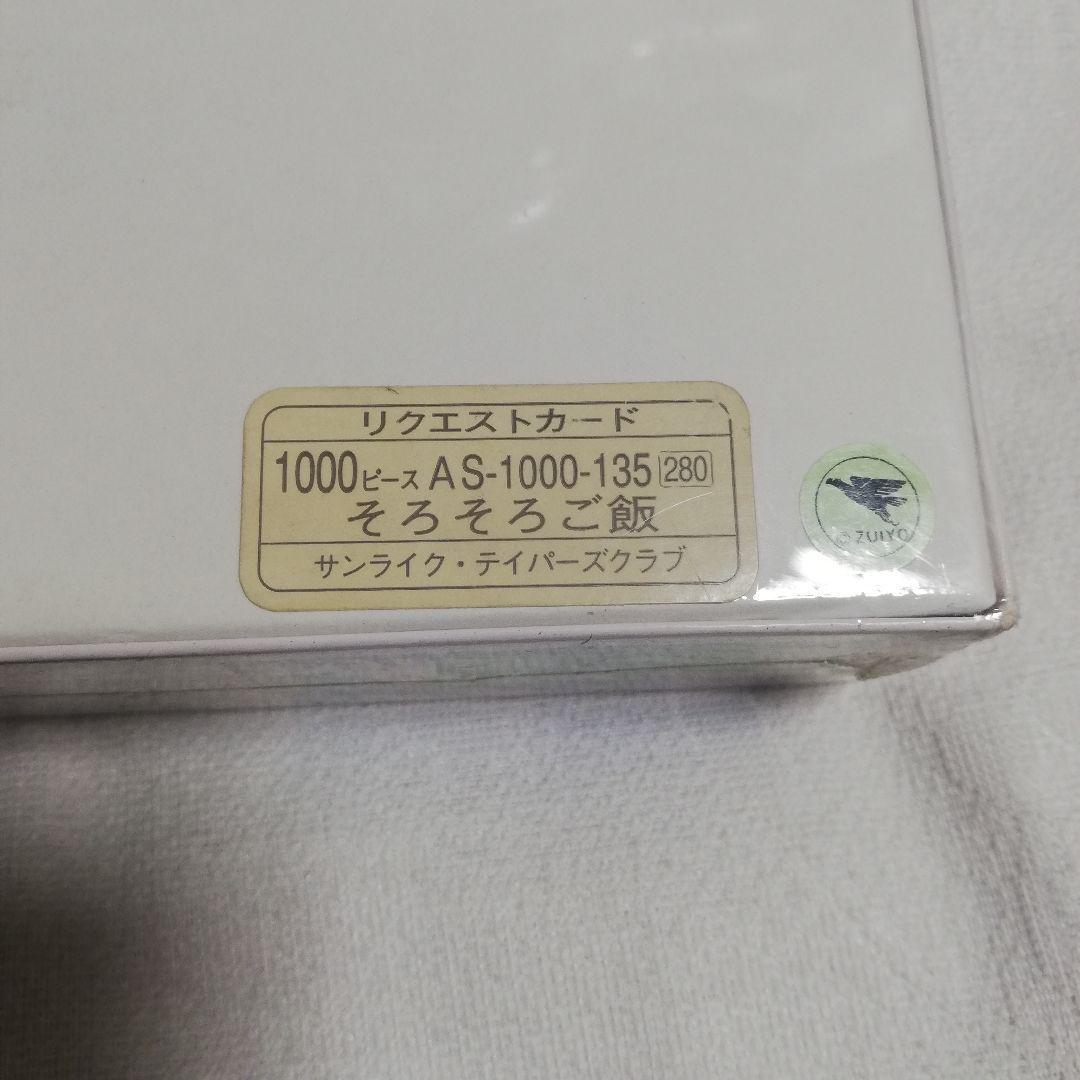 リクエストカード
1000ピース AS-1000-135 280
そろそろご飯
サンライク・テイパーズクラブ
© ZUIYO